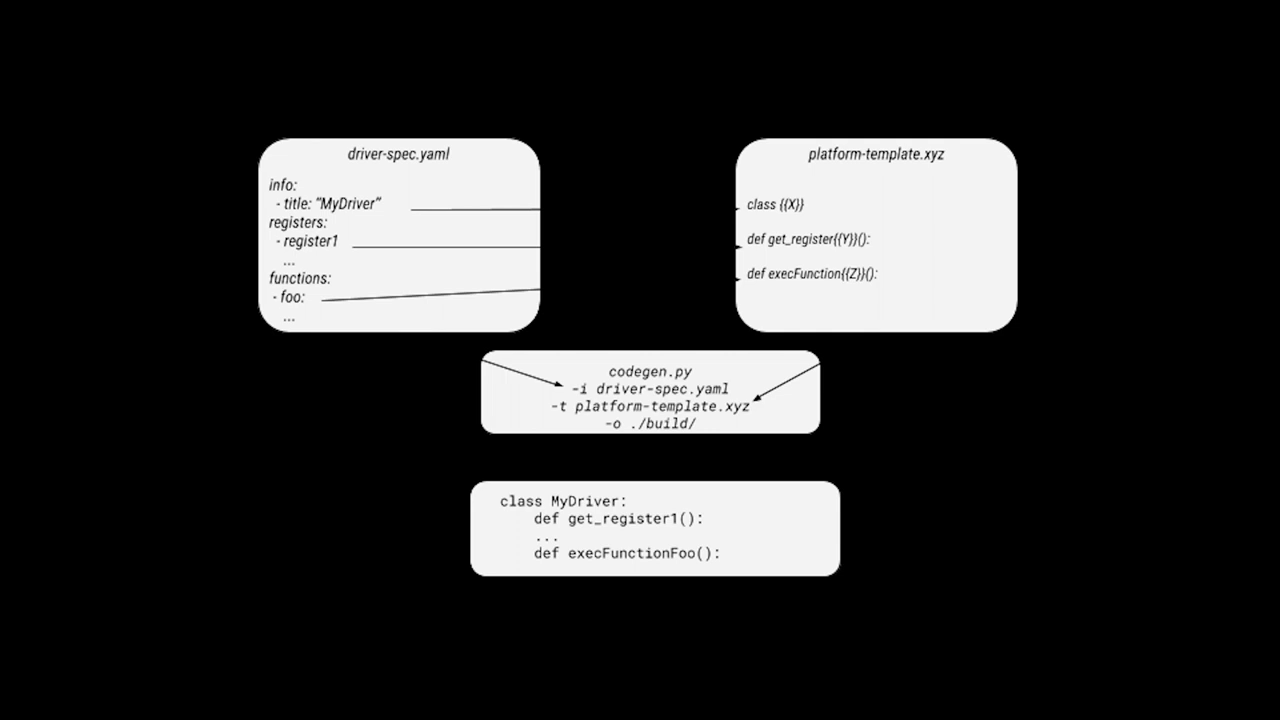 driver-spec.yaml
info:
- title: “MyDriver”
registers:
- register1
...
functions:
- foo:
...
platform-template.xyz
class {{X}}
def get_register{{Y}}():
def execFunction{{Z}}():
codegen.py
-i driver-spec.yaml
-t platform-template.xyz
-o ./build/
class MyDriver:
def get_register1():
...
def execFunctionFoo():